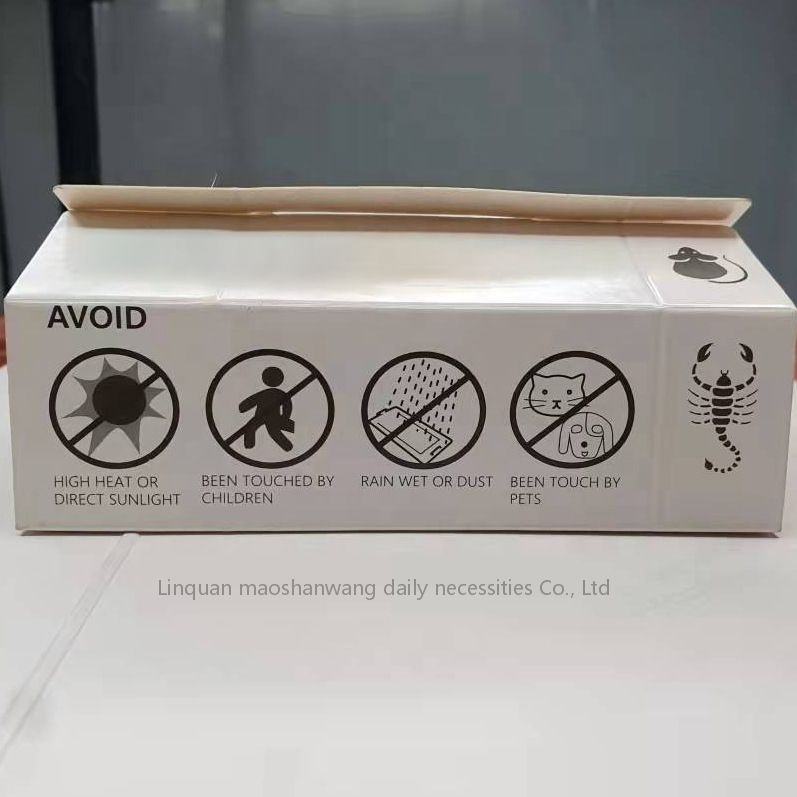 AVOID
HIGH HEAT OR
DIRECT SUNLIGHT
BEEN TOUCHED BY
CHILDREN
RAIN WET OR DUST
BEEN TOUCH BY
PETS
Linquan maoshanwang daily necessities Co., Ltd